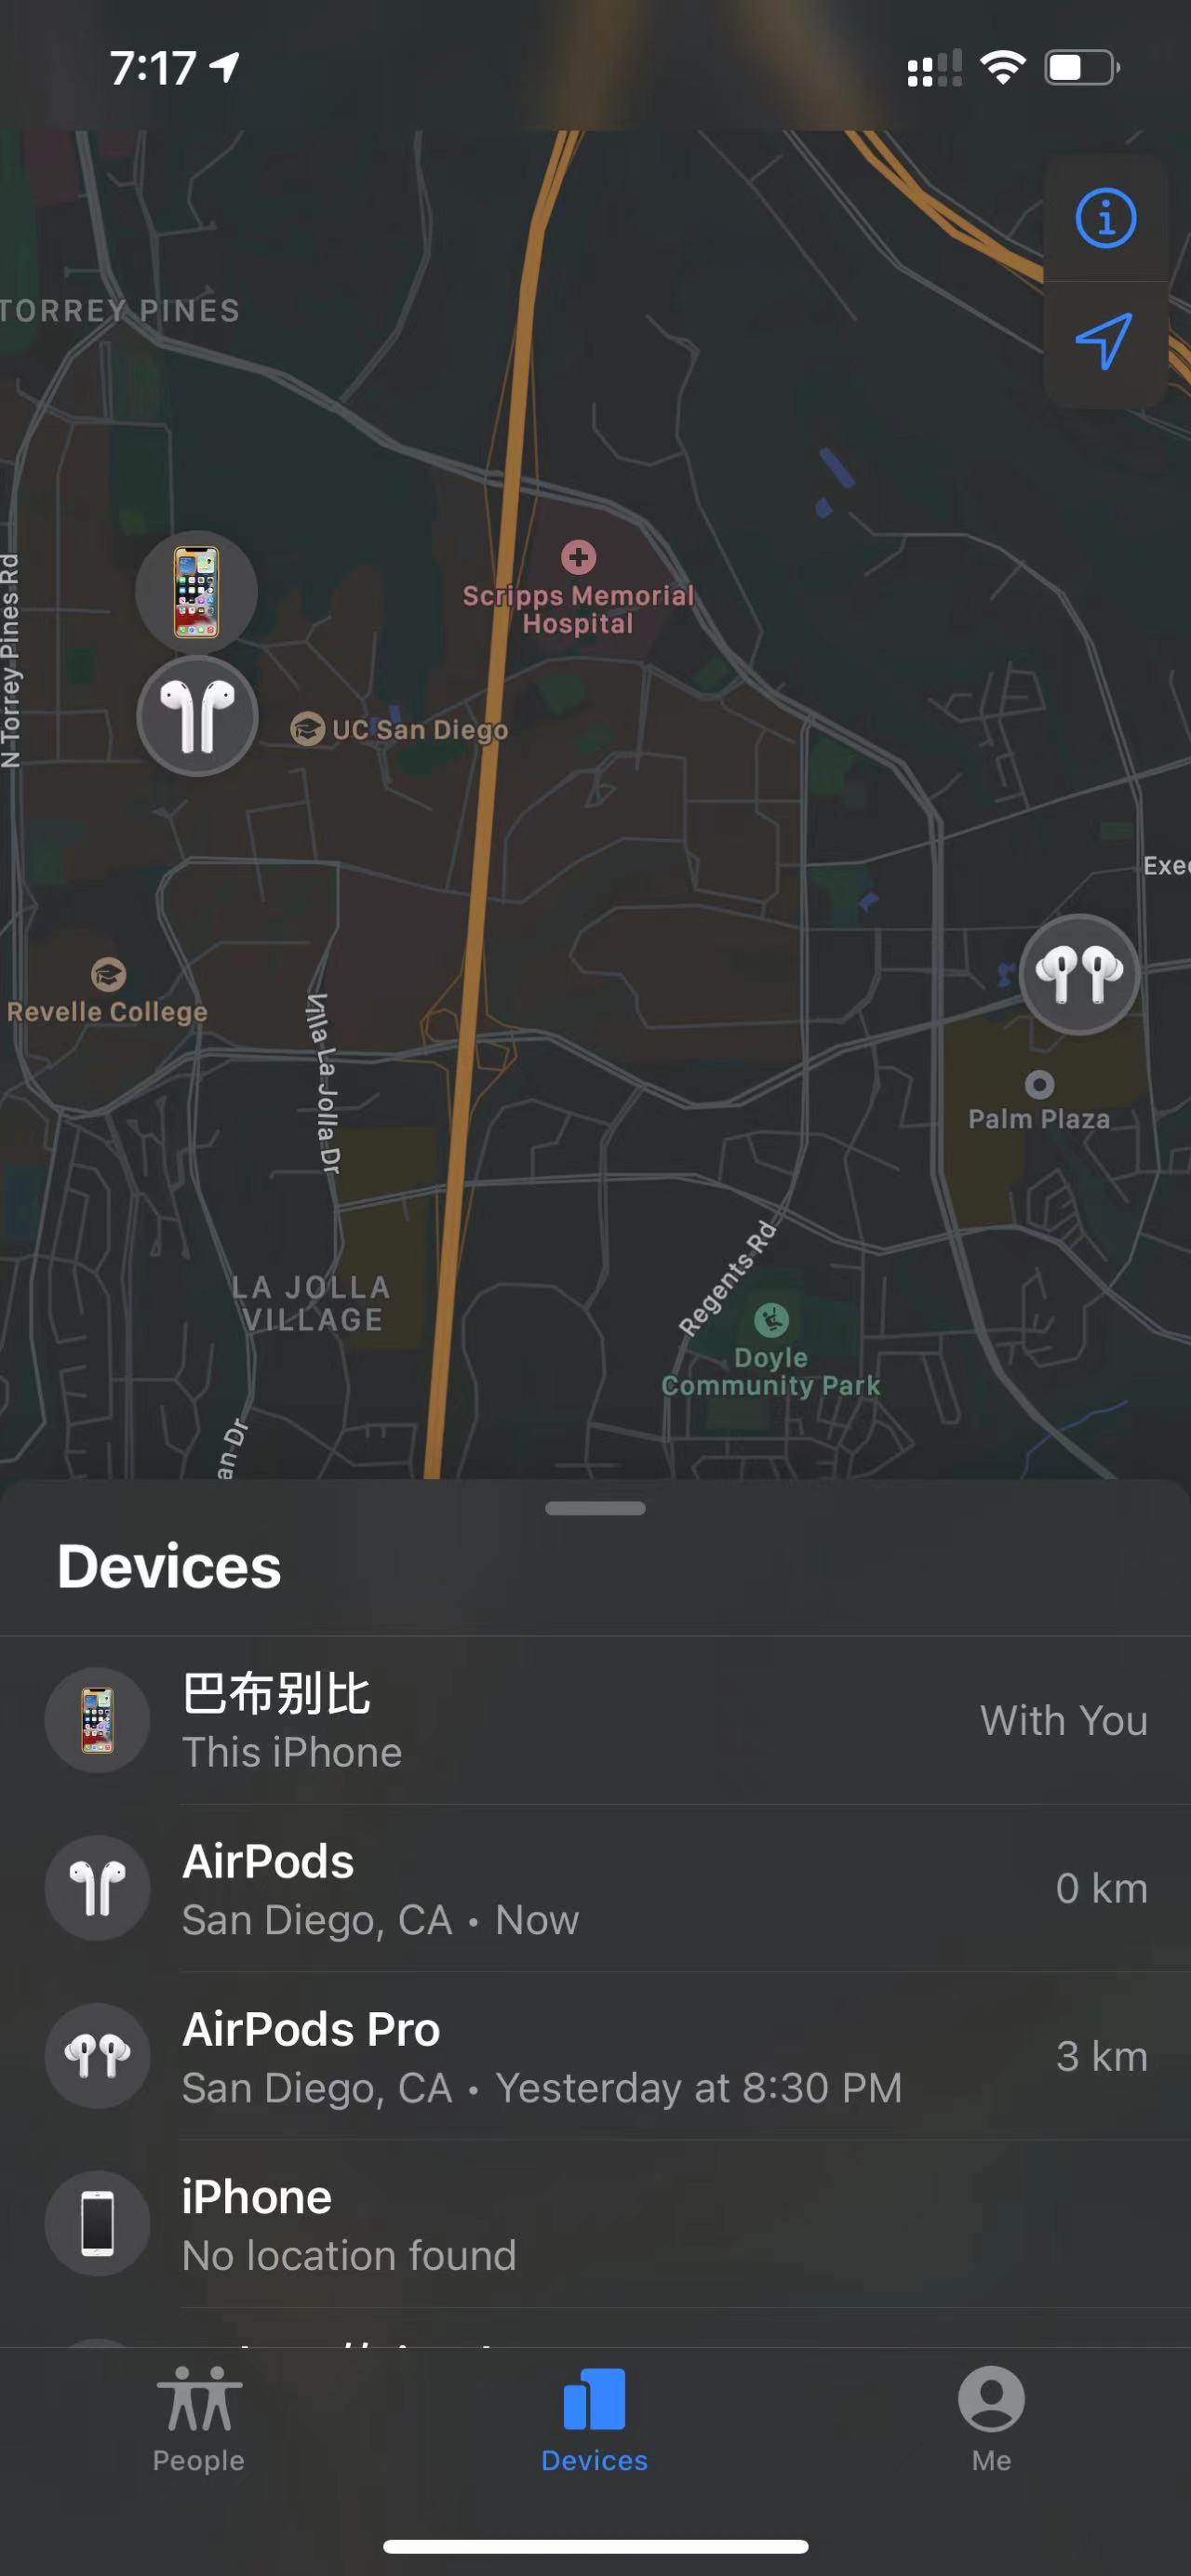 7:17
TORREY PINES
N Torrey Pines Rd
Scripps Memorial
Hospital
UC San Diego
Revelle College
Villa La Jolla Dr
Palm Plaza
LA JOLLA
VILLAGE
Regents Rd
Doyle
Community Park
Devices
巴布别比
This iPhone
With You
AirPods
San Diego, CA • Now
0 km
AirPods Pro
San Diego, CA • Yesterday at 8:30 PM
3 km
iPhone
No location found
People
Devices
Me